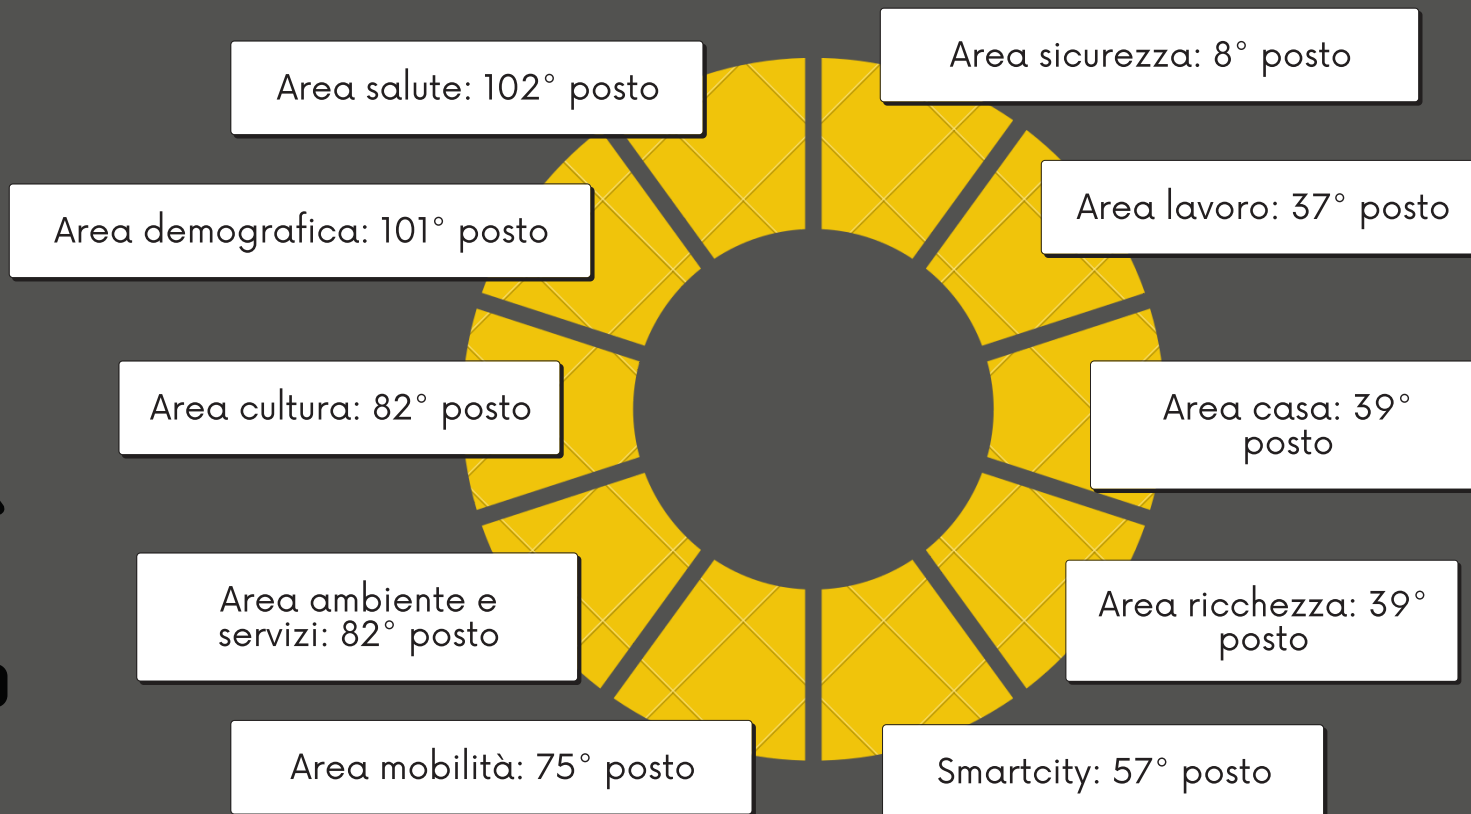 Area sicurezza: 8° posto
Area salute: 102° posto
Area lavoro: 37° posto
Area demografica: 101° posto
Area cultura: 82° posto
Area casa: 39°
posto
Area ambiente e
servizi: 82° posto
Area ricchezza: 39°
posto
Area mobilità: 75° posto
Smartcity: 57° posto